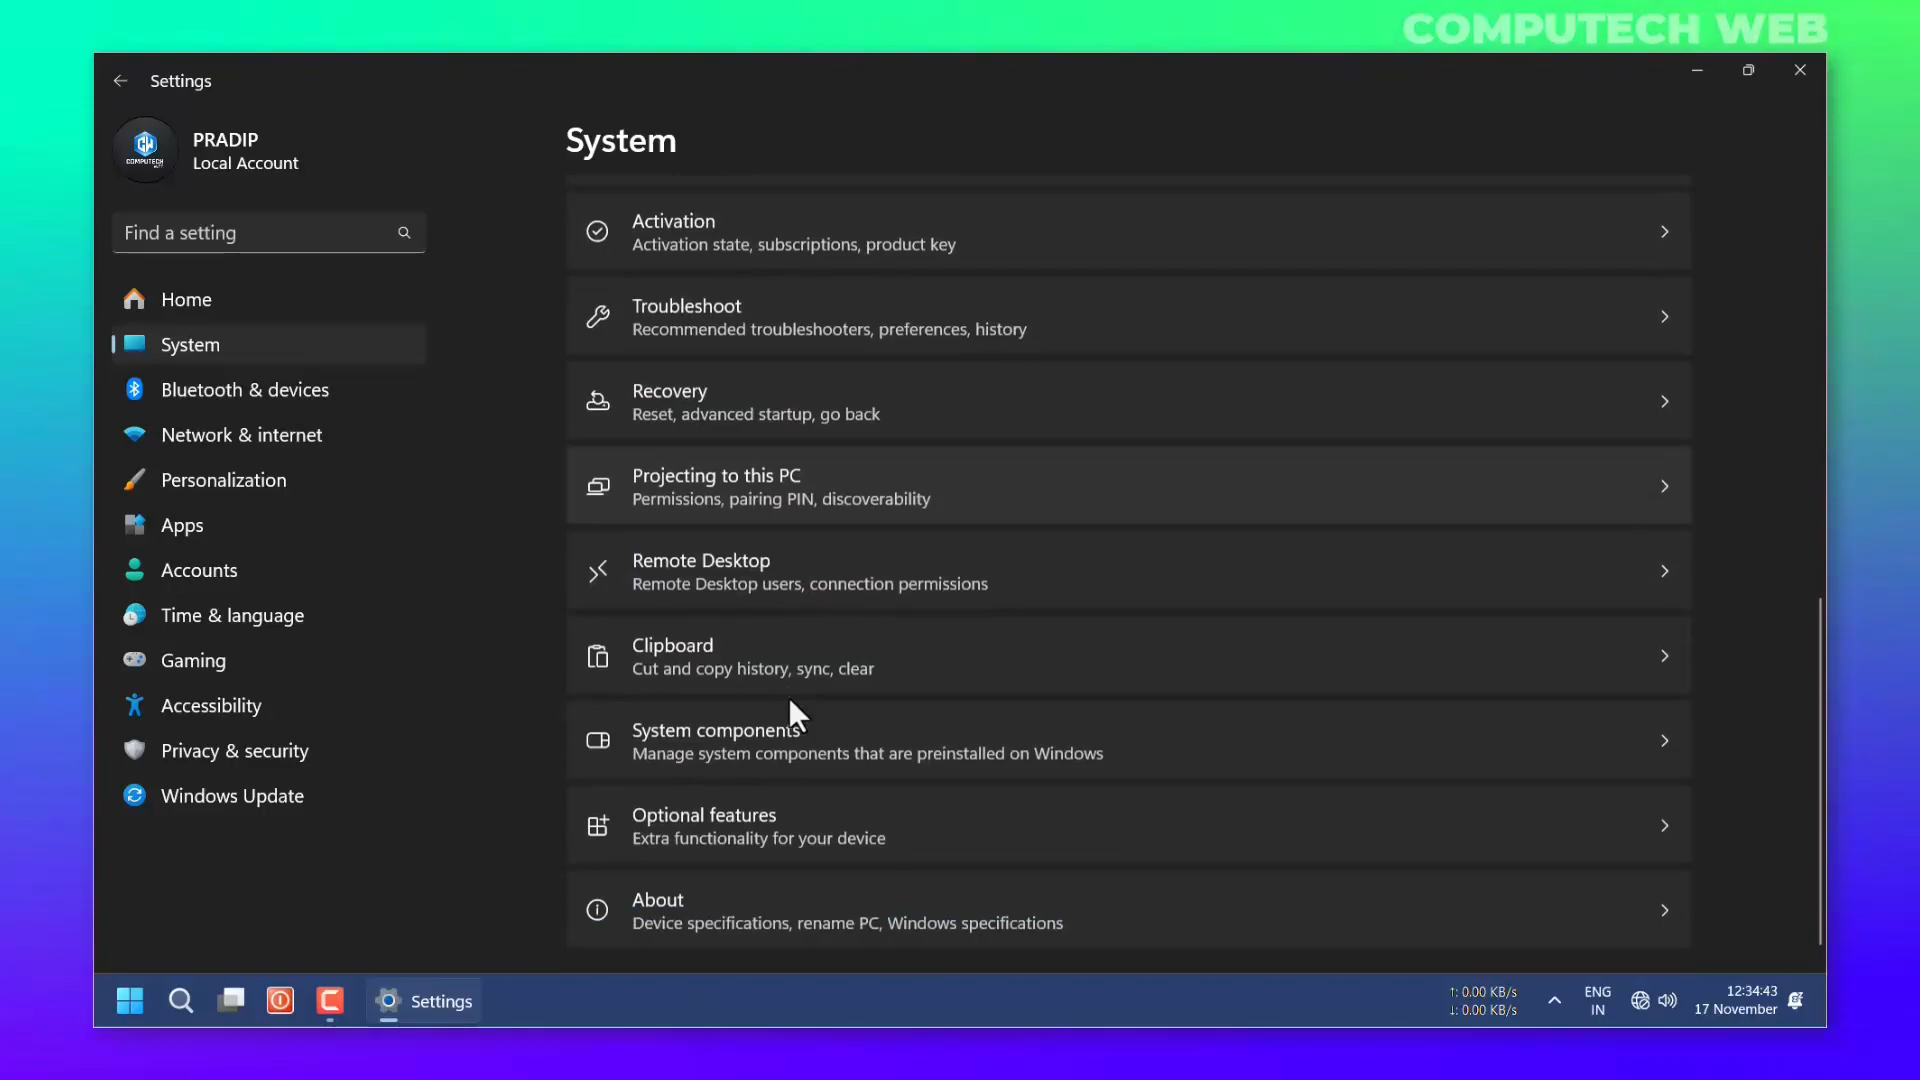 COMPUTECH WEB
Settings
PRADIP
Local Account
COMPUTECH
Find a setting
Home
System
Bluetooth & devices
Network & internet
Personalization
Apps
Accounts
Time & language
Gaming
Accessibility
Privacy & security
Windows Update
System
Activation
Activation state, subscriptions, product key
Troubleshoot
Recommended troubleshooters, preferences, history
Recovery
Reset, advanced startup, go back
Projecting to this PC
Permissions, pairing PIN, discoverability
Remote Desktop
Remote Desktop users, connection permissions
Clipboard
Cut and copy history, sync, clear
System components
Manage system components that are preinstalled on Windows
Optional features
Extra functionality for your device
About
Device specifications, rename PC, Windows specifications
Settings
↑: 0.00 KB/s
↓: 0.00 KB/s
ENG
IN
12:34:43
17 November